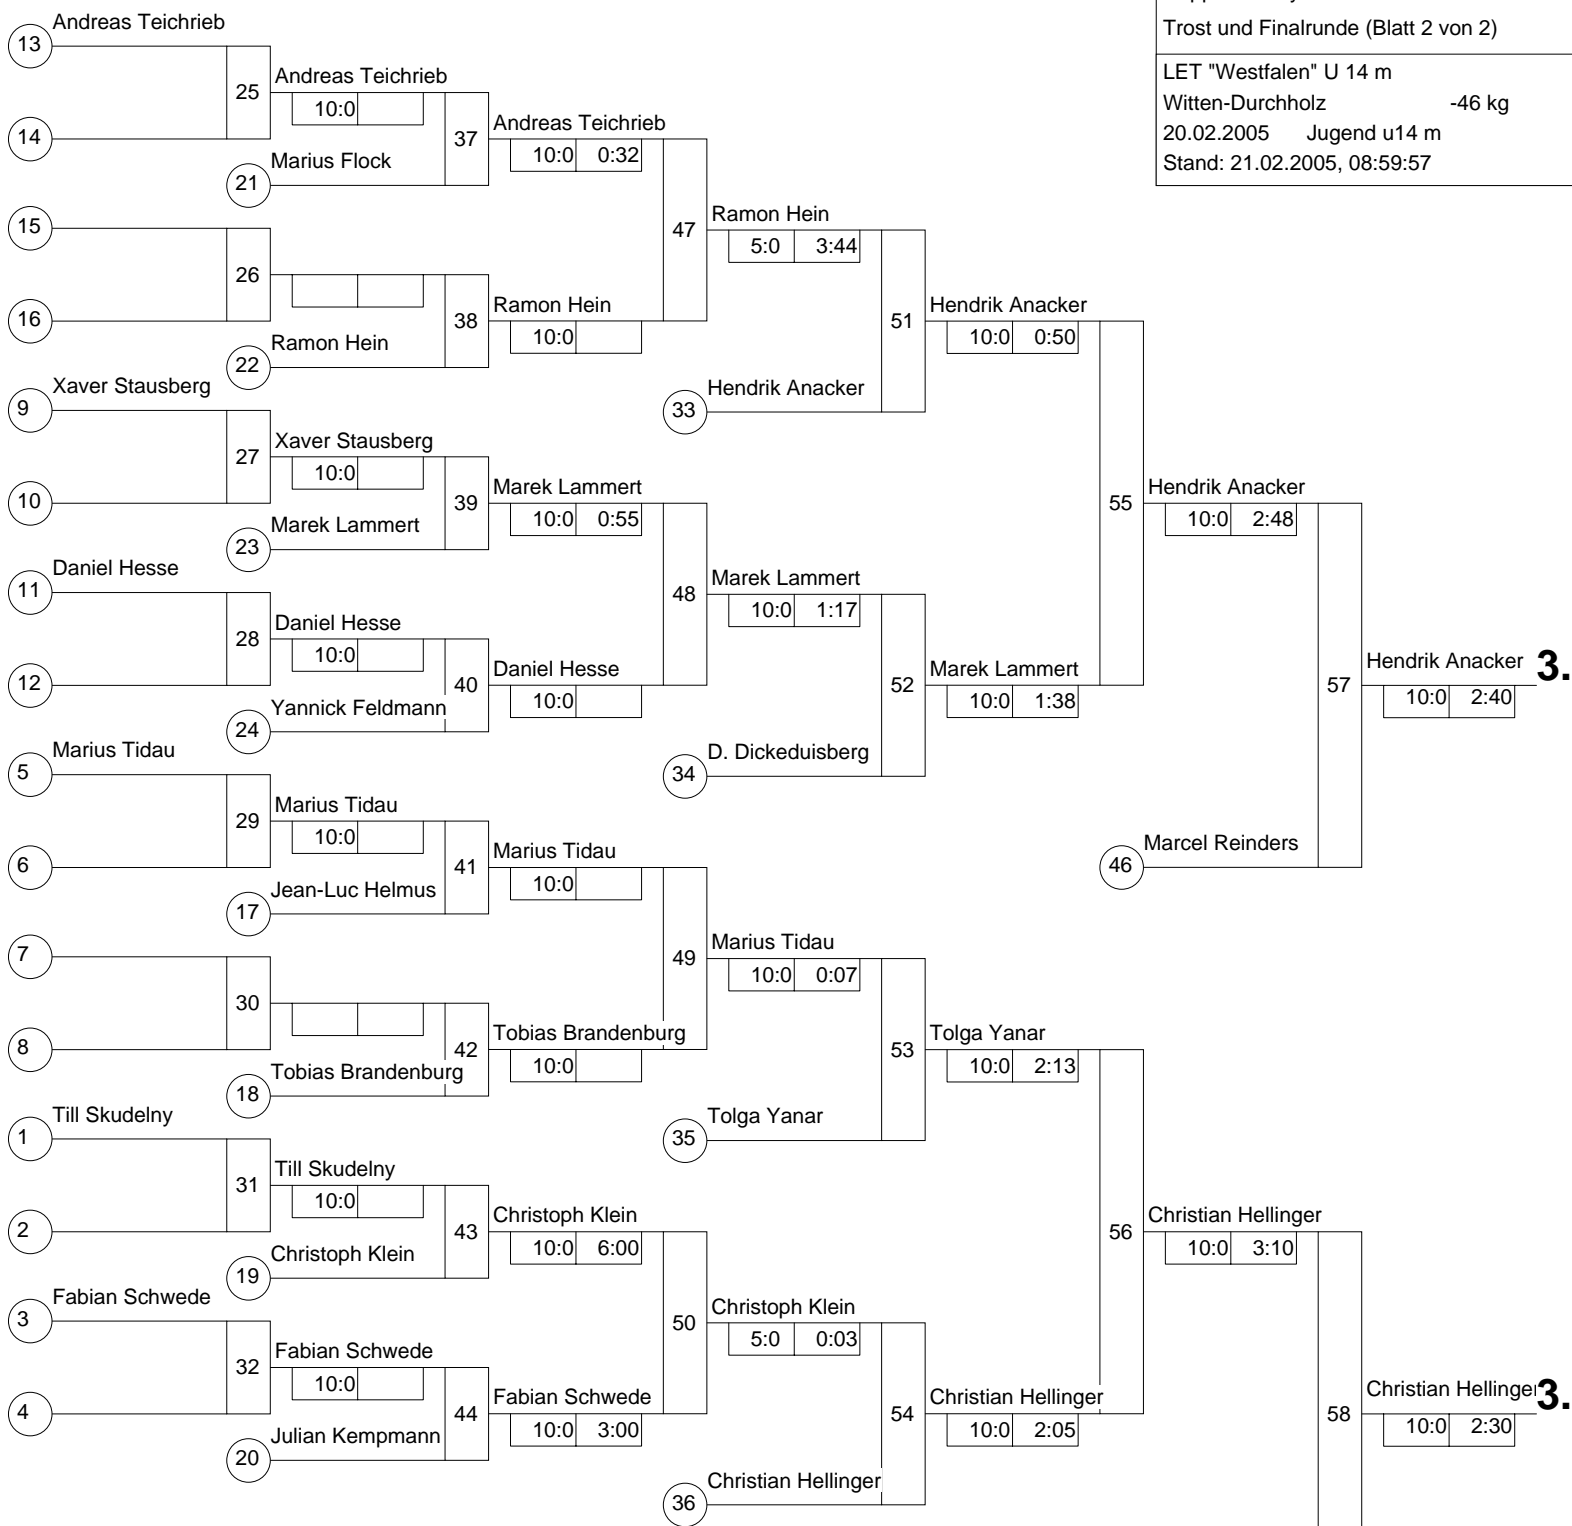 Trost und Finalrunde (Blatt 2 von 2)
LET "Westfalen" U 14 m
Witten-Durchholz -46 kg
20.02.2005 Jugend u14 m
Stand: 21.02.2005, 08:59:57
13 Andreas Teichrieb
25
14
Andreas Teichrieb
10:0
37
21 Marius Flock
Andreas Teichrieb
10:0 0:32
15
26
16
38
22 Ramon Hein
Ramon Hein
10:0
47
Ramon Hein
5:0 3:44
51
33 Hendrik Anacker
Hendrik Anacker
10:0 0:50
9 Xaver Stausberg
27
10
Xaver Stausberg
10:0
39
23 Marek Lammert
Marek Lammert
10:0 0:55
11 Daniel Hesse
28
12
Daniel Hesse
10:0
40
24 Yannick Feldmann
Daniel Hesse
10:0
48
Marek Lammert
10:0 1:17
52
34 D. Dickeduisberg
Marek Lammert
10:0 1:38
55
Hendrik Anacker
10:0 2:48
57
46 Marcel Reinders
Hendrik Anacker 3.
10:0 2:40
5 Marius Tidau
29
6
Marius Tidau
10:0
41
17 Jean-Luc Helmus
Marius Tidau
10:0
7
30
8
42
18 Tobias Brandenburg
Tobias Brandenburg
10:0
49
Marius Tidau
10:0 0:07
53
35 Tolga Yanar
Tolga Yanar
10:0 2:13
1 Till Skudelny
31
2
Till Skudelny
10:0
43
19 Christoph Klein
Christoph Klein
10:0 6:00
3 Fabian Schwede
32
4
Fabian Schwede
10:0
44
20 Julian Kempmann
Fabian Schwede
10:0 3:00
50
Christoph Klein
5:0 0:03
54
36 Christian Hellinger
Christian Hellinger
10:0 2:05
56
Christian Hellinger
10:0 3:10
58
Christian Hellinger 3.
10:0 2:30